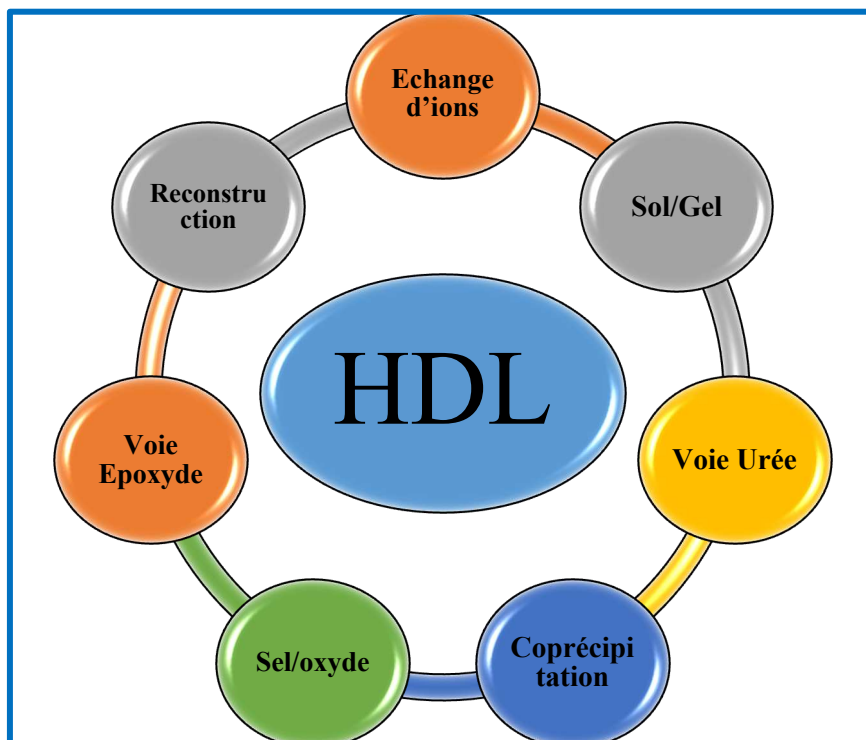 Echange
d’ions
Sol/Gel
Reconstru
ction
HDL
Voie
Epoxyde
Voie Urée
Sel/oxyde
Coprécipi
tation